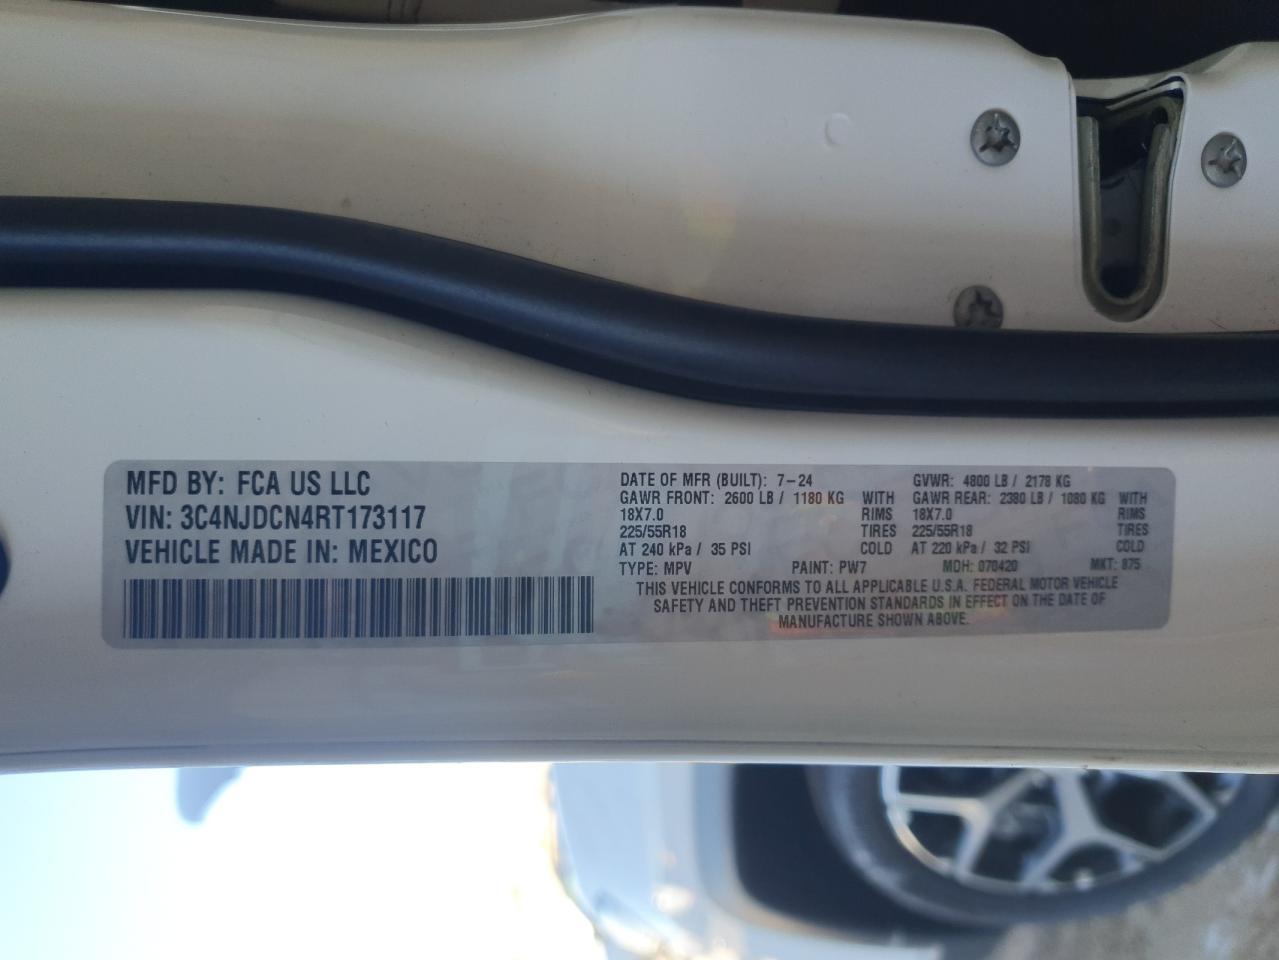 MFD BY: FCA US LLC
VIN: 3C4NJDCN4RT173117
VEHICLE MADE IN: MEXICO
DATE OF MFR (BUILT): 7-24 GVWR: 4800 LB / 2178 KG
GAWR FRONT: 2600 LB / 1180 KG WITH GAWR REAR: 2380 LB / 1080 KG WITH
18X7.0 RIMS 18X7.0 RIMS
225/55R18 TIRES 225/55R18 TIRES
AT 240 kPa / 35 PSI COLD AT 220 kPa / 32 PSI COLD
TYPE: MPV PAINT: PW7 MDH: 070420 MKT: 875
THIS VEHICLE CONFORMS TO ALL APPLICABLE U.S.A. FEDERAL MOTOR VEHICLE
SAFETY AND THEFT PREVENTION STANDARDS IN EFFECT ON THE DATE OF
MANUFACTURE SHOWN ABOVE.